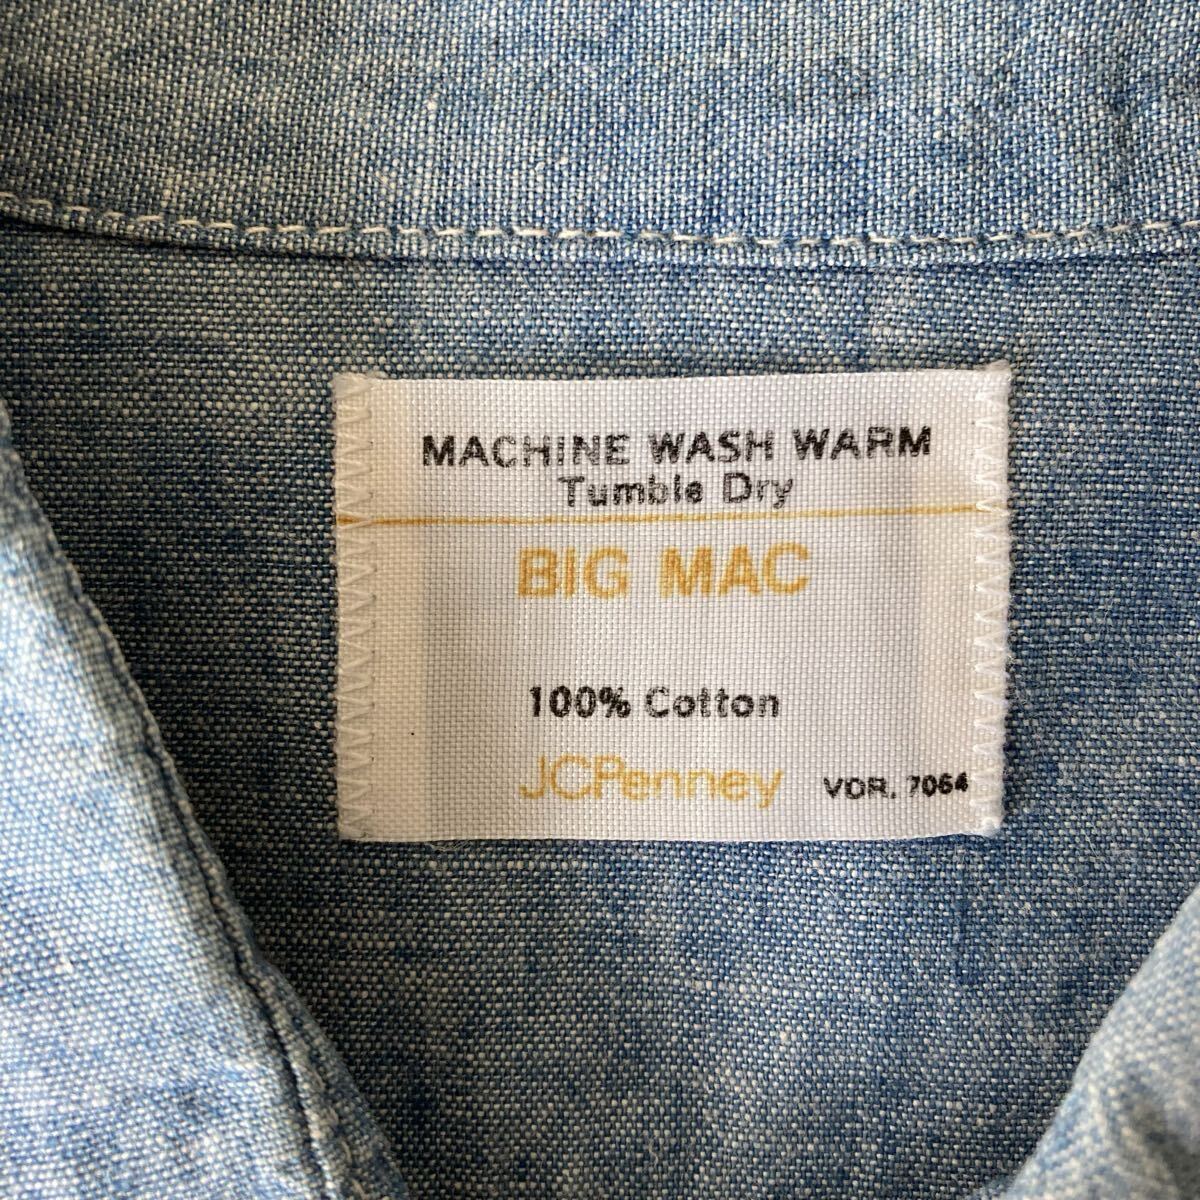 MACHINE WASH WARM
Tumble Dry
BIG MAC
100% Cotton
JCPenney VOR. 7064